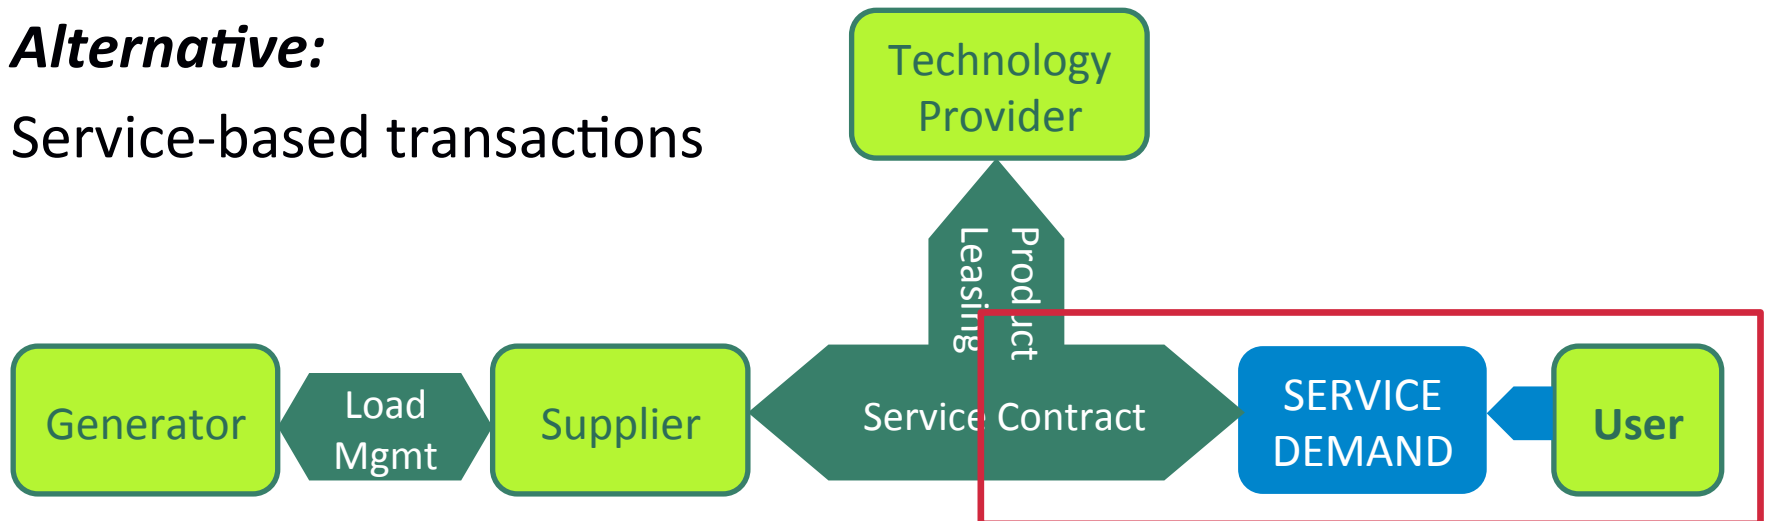 Alternative:
Service-based transactions
Technology
Provider
Product
Leasing
Generator
Load
Mgmt
Supplier
Service Contract
SERVICE
DEMAND
User